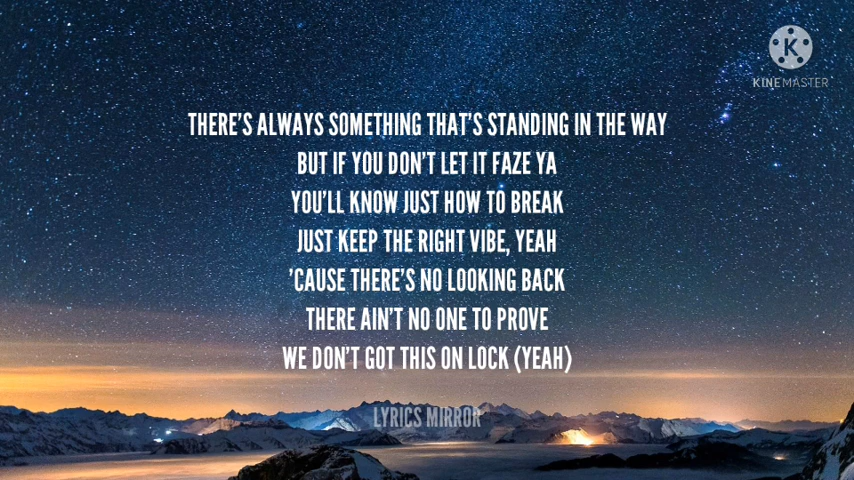 KINEMASTER
THERE'S ALWAYS SOMETHING THAT'S STANDING IN THE WAY
BUT IF YOU DON'T LET IT FAZE YA
YOU'LL KNOW JUST HOW TO BREAK
JUST KEEP THE RIGHT VIBE, YEAH
'CAUSE THERE'S NO LOOKING BACK
THERE AIN'T NO ONE TO PROVE
WE DON'T GOT THIS ON LOCK (YEAH)
LYRICS MIRROR